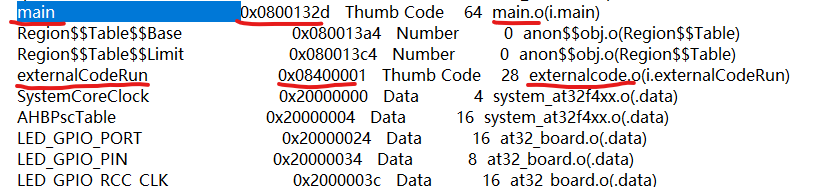 main 0x0800132d Thumb Code 64 main.o(i.main)
Region$$Table$$Base 0x080013a4 Number 0 anon$$obj.o(Region$$Table)
Region$$Table$$Limit 0x080013c4 Number 0 anon$$obj.o(Region$$Table)
externalCodeRun 0x08400001 Thumb Code 28 externalcode.o(i.externalCodeRun)
SystemCoreClock 0x20000000 Data 4 system_at32f4xx.o(.data)
AHBPscTable 0x20000004 Data 16 system_at32f4xx.o(.data)
LED_GPIO_PORT 0x20000024 Data 16 at32_board.o(.data)
LED_GPIO_PIN 0x20000034 Data 8 at32_board.o(.data)
LED_GPIO_RCC_CLK 0x2000003c Data 16 at32_board.o(.data)